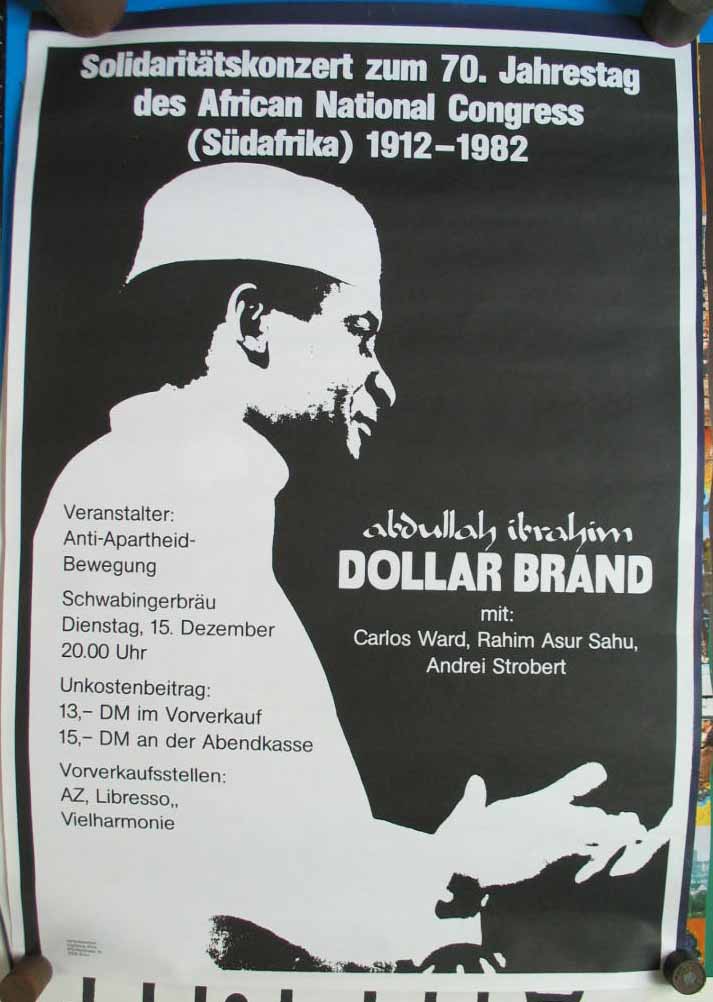 Solidaritätskonzert zum 70. Jahrestag
des African National Congress
(Südafrika) 1912–1982
Veranstalter:
Anti-Apartheid-
Bewegung
Schwabingerbräu
Dienstag, 15. Dezember
20.00 Uhr
Unkostenbeitrag:
13,– DM im Vorverkauf
15,– DM an der Abendkasse
Vorverkaufsstellen:
AZ, Libresso,,
Vielharmonie
abdullah ibrahim
DOLLAR BRAND
mit:
Carlos Ward, Rahim Asur Sahu,
Andrei Strobert